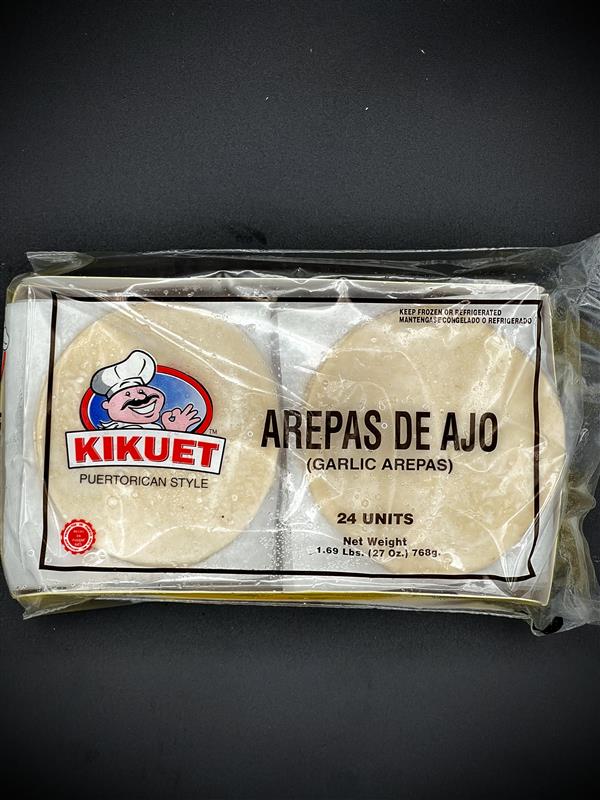 KEEP FROZEN OR REFRIGERATED
MANTENGASE CONGELADO O REFRIGERADO
KIKUET™
PUERTORICAN STYLE
AREPAS DE AJO
(GARLIC AREPAS)
24 UNITS
Net Weight
1.69 Lbs. (27 Oz.) 768g.